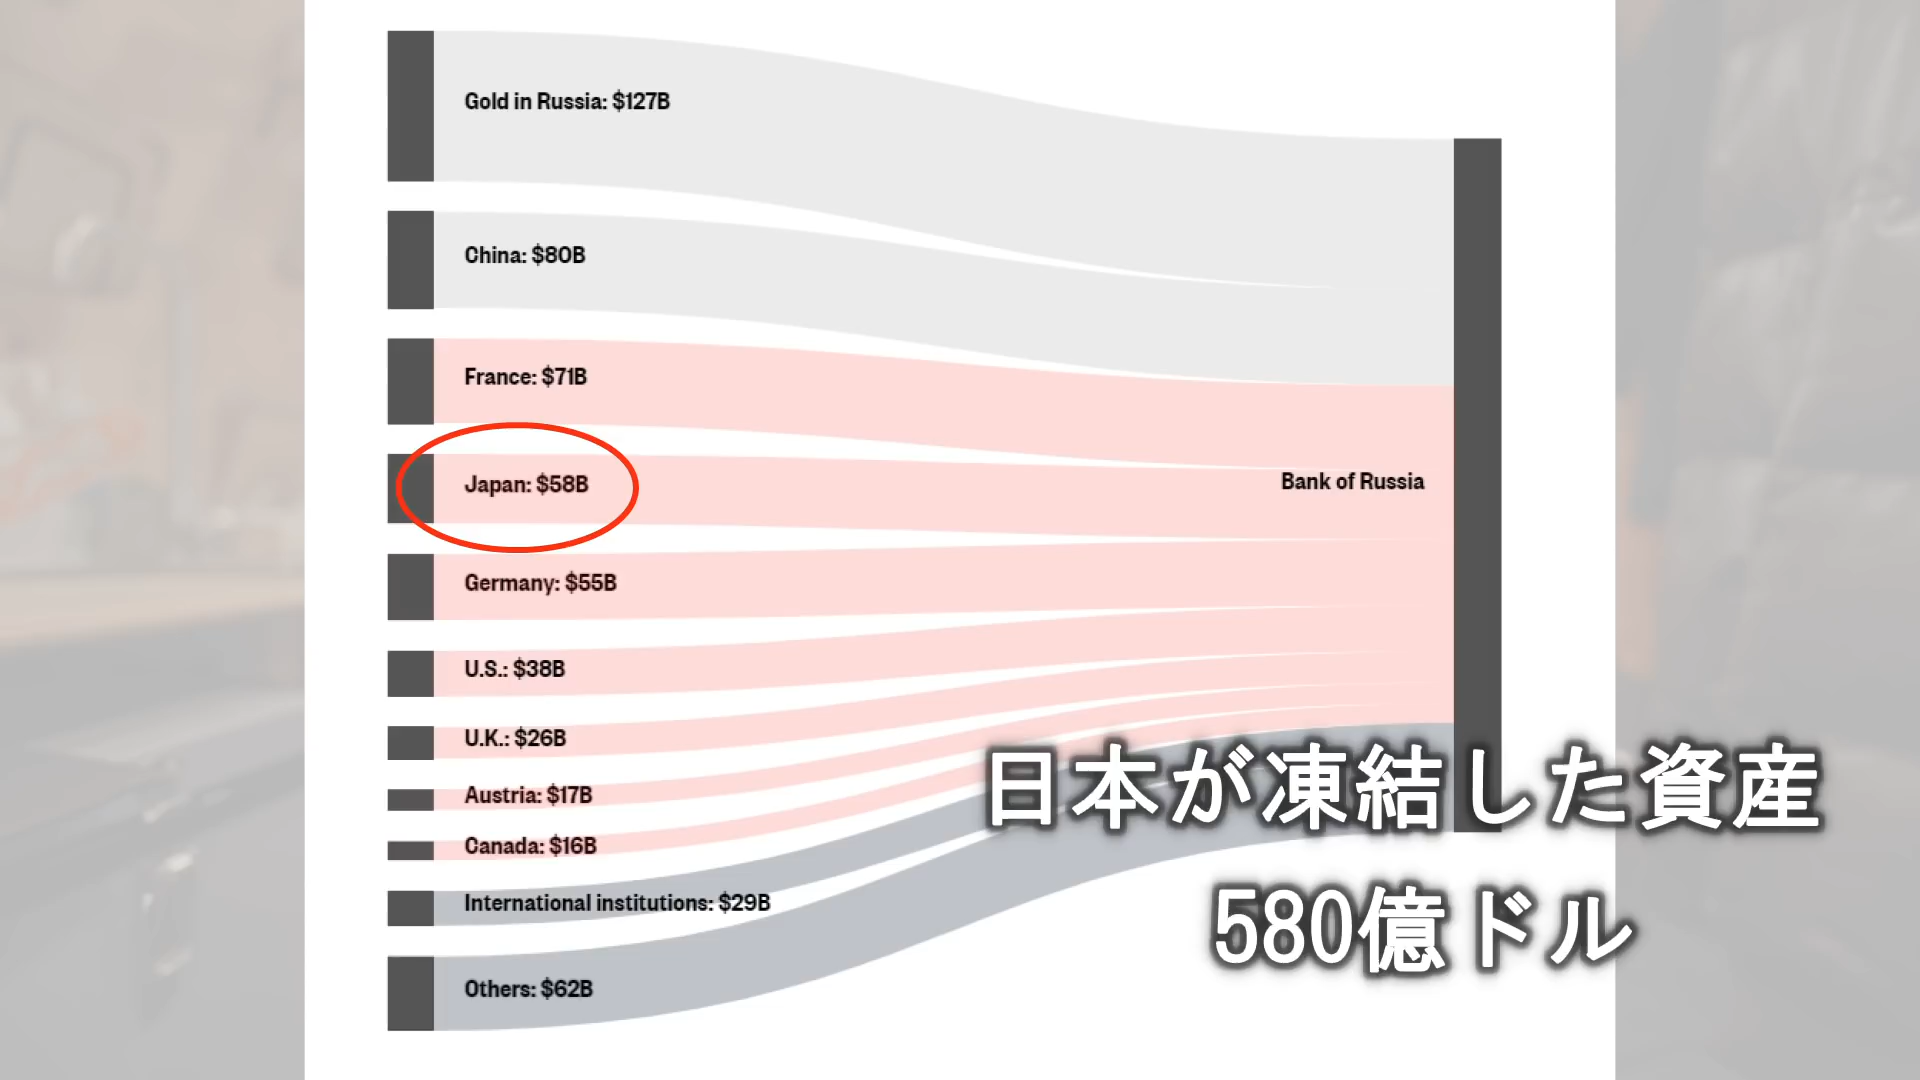 Gold in Russia: $127B
China: $80B
France: $71B
Japan: $58B
Bank of Russia
Germany: $55B
U.S.: $38B
U.K.: $26B
Austria: $17B
Canada: $16B
International institutions: $29B
Others: $62B
日本が凍結した資産
580億ドル